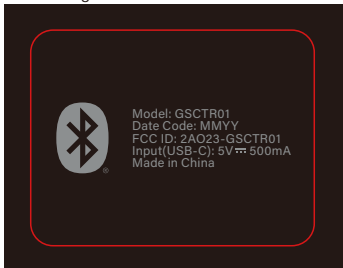 Model: GSCTR01
Date Code: MMYY
FCC ID: 2AO23-GSCTR01
Input(USB-C): 5V⎓500mA
Made in China
®